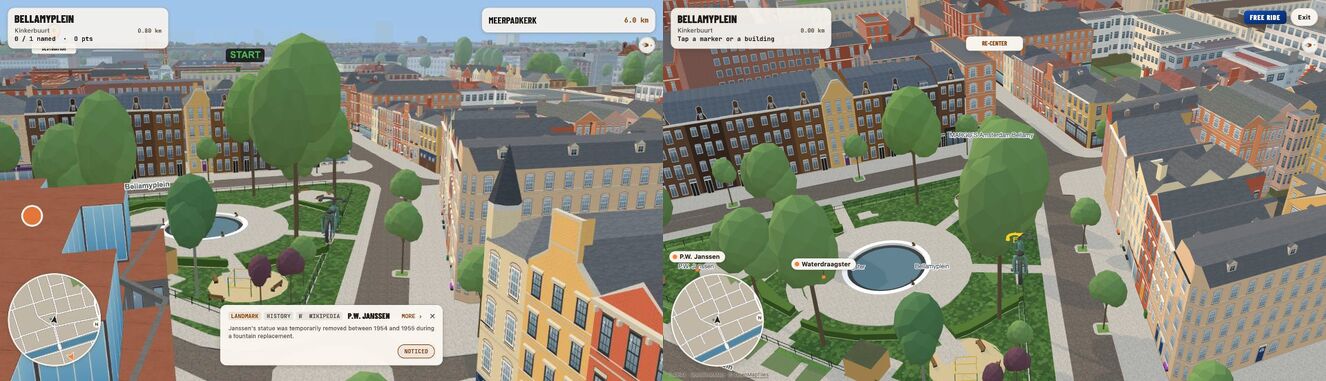 BELLAMYPLEIN
Kinkerbuurt
0.80 km
0 / 1 named · 0 pts
START
MEERPADKERK
6.0 km
Bellamyplein
LANDMARK
HISTORY
W WIKIPEDIA
P.W. JANSSEN
MORE ›
Janssen's statue was temporarily removed between 1954 and 1955 during
a fountain replacement.
NOTICED
N
BELLAMYPLEIN
Kinkerbuurt
0.00 km
Tap a marker or a building
RE-CENTER
FREE RIDE
Exit
P.W. Janssen
P.W. Janssen
Waterdraagster
Bellamyplein
N